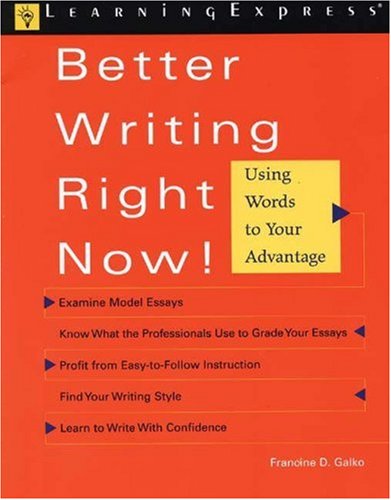 LearningExpress®
Better
Writing
Right
Now!
Using
Words
to Your
Advantage
Examine Model Essays
Know What the Professionals Use to Grade Your Essays
Profit from Easy-to-Follow Instruction
Find Your Writing Style
Learn to Write With Confidence
Francine D. Galko